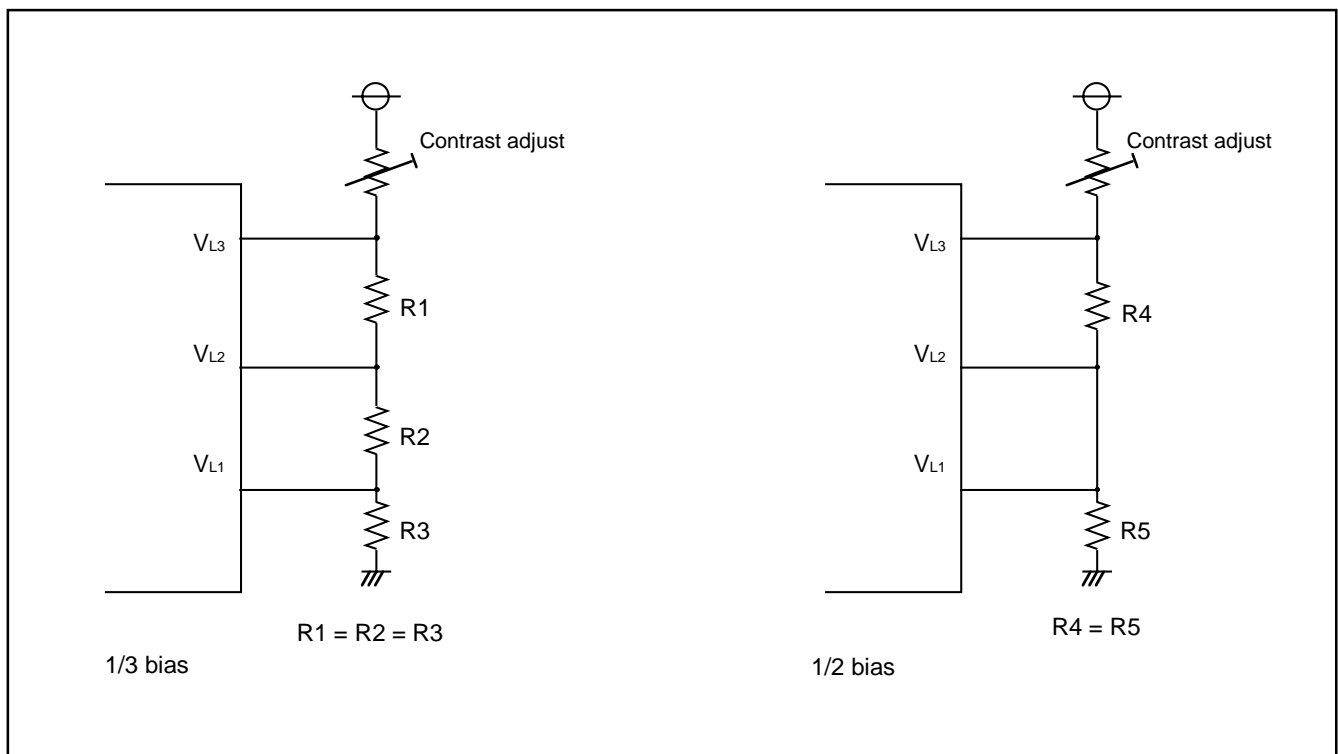 Contrast adjust
VL3
R1
VL2
R2
VL1
R3
R1 = R2 = R3
1/3 bias
Contrast adjust
VL3
R4
VL2
VL1
R5
R4 = R5
1/2 bias